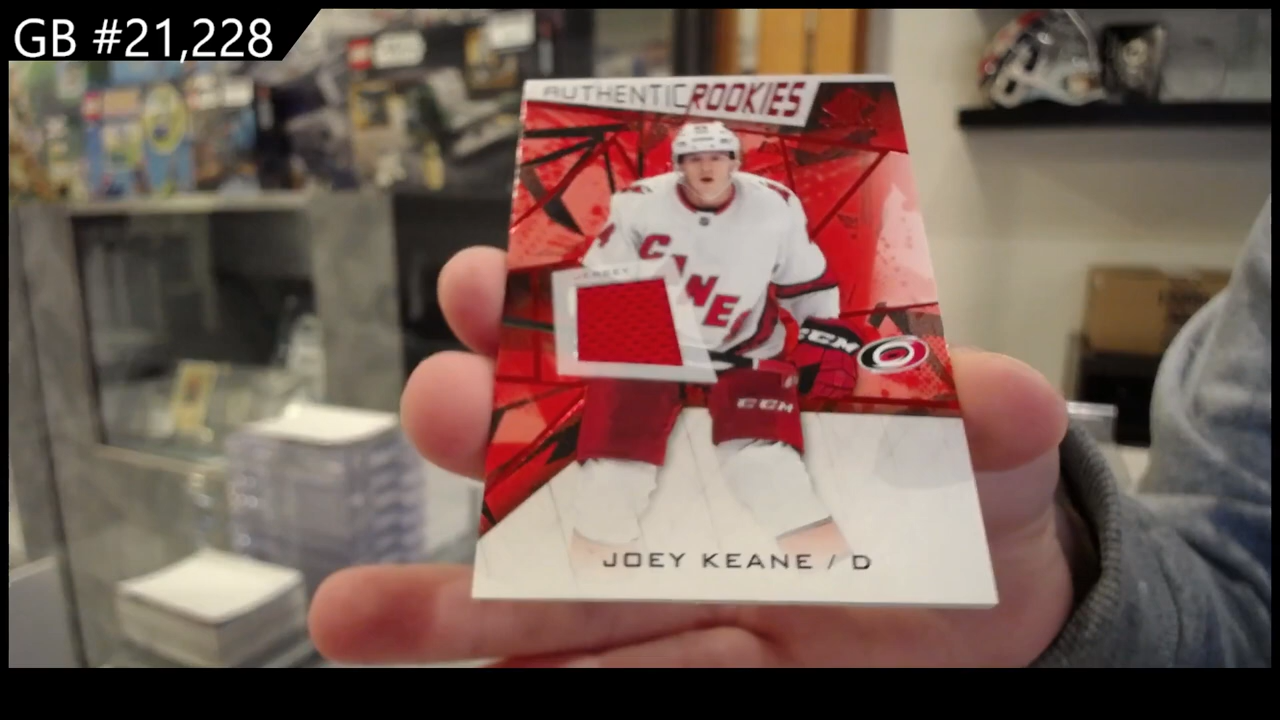 GB #21,228
AUTHENTIC ROOKIES
CANES
JERSEY
CCM
CCM
JOEY KEANE / D